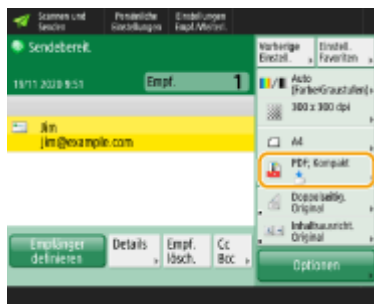 Scannen und
Senden
Persönliche
Einstellungen
Einstellungen
Empf./Weiterl.
Sendebereit.
19/11 2020 9:51
Empf. 1
Jim
jim@example.com
Empfänger
definieren
Details
Empf.
lösch.
Cc
Bcc
Vorherige
Einstell.
Einstell.
Favoriten
Auto
(Farbe/Graustufen)
300 x 300 dpi
A4
PDF; Kompakt
Doppelseitig.
Original
Inhaltsausricht.
Original
Optionen